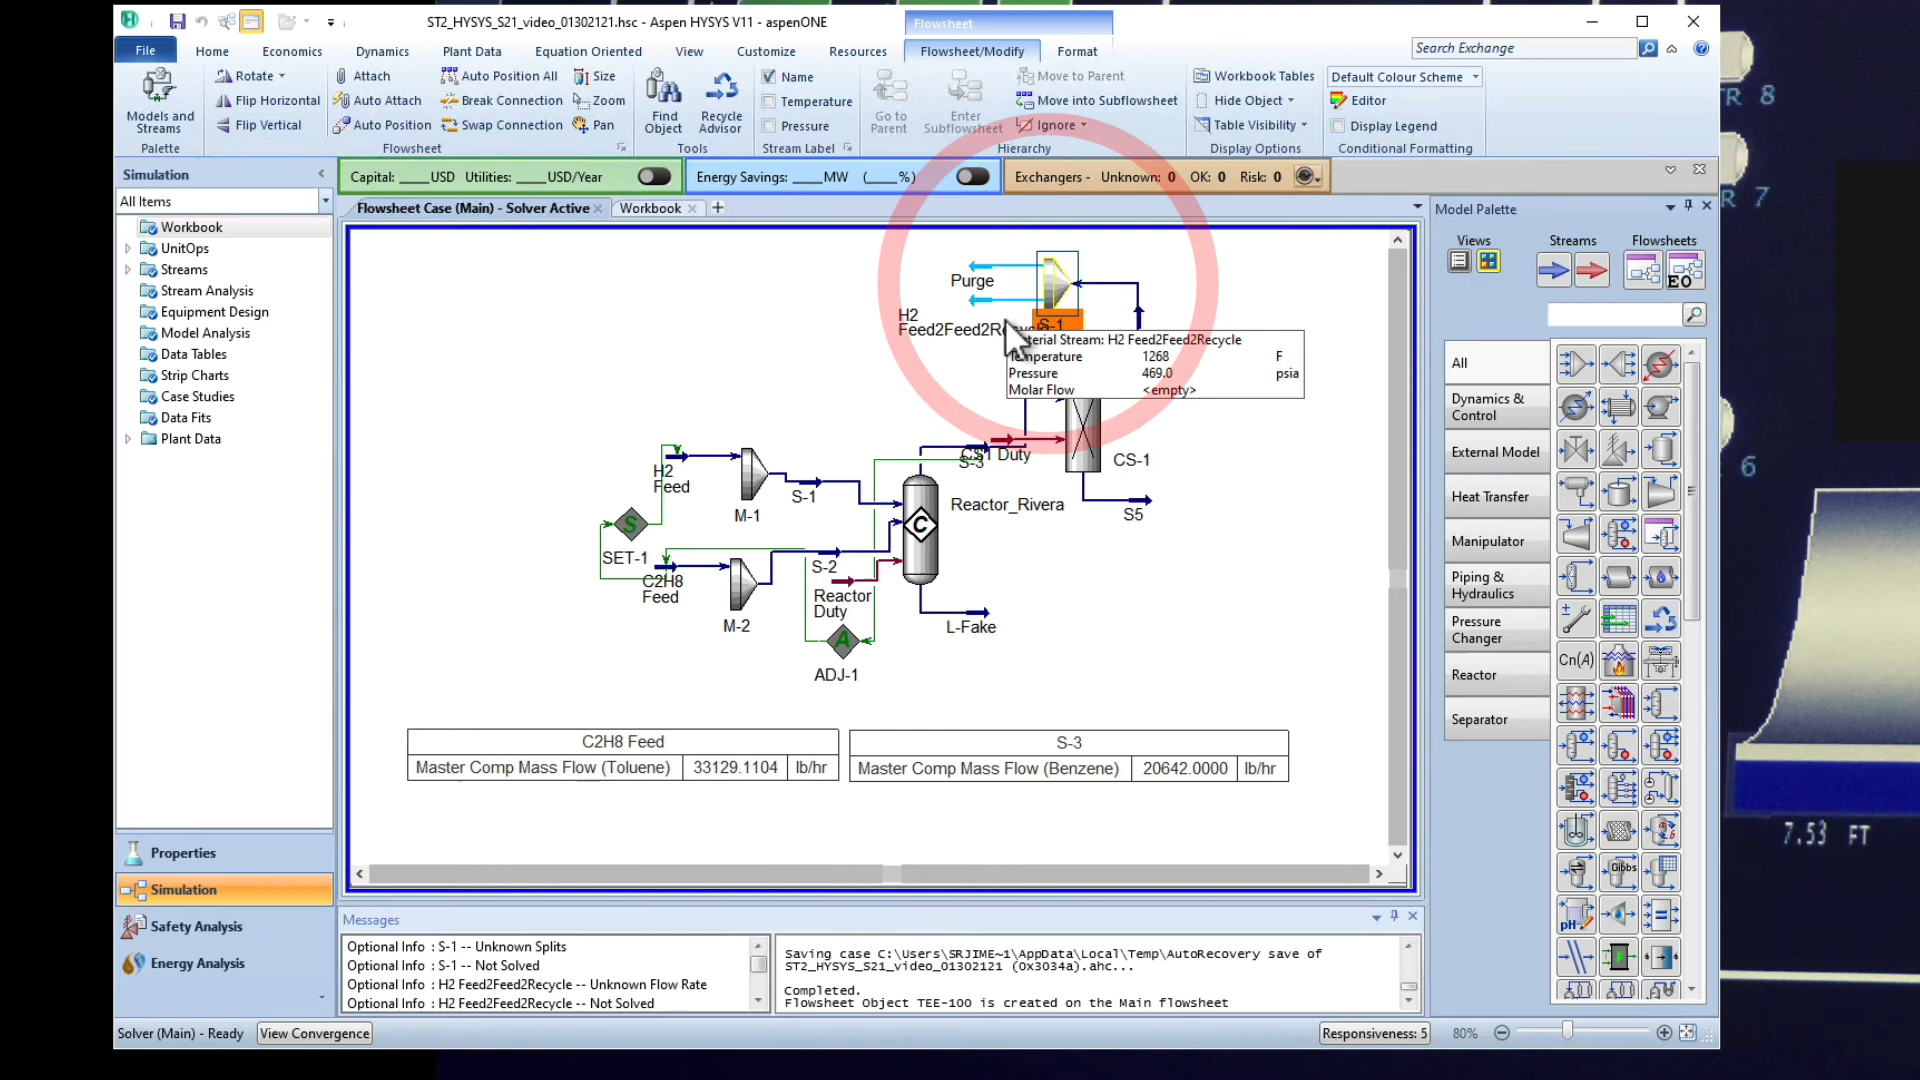 ST2_HYSYS_S21_video_01302121.hsc - Aspen HYSYS V11 - aspenONE
Flowsheet
File
Home
Economics
Dynamics
Plant Data
Equation Oriented
View
Customize
Resources
Flowsheet/Modify
Format
Search Exchange
Models and Streams
Palette
Rotate
Flip Horizontal
Flip Vertical
Attach
Auto Attach
Auto Position
Auto Position All
Break Connection
Swap Connection
Size
Zoom
Pan
Flowsheet
Find Object
Recycle Advisor
Tools
Name
Temperature
Pressure
Stream Label
Go to Parent
Enter Subflowsheet
Move to Parent
Move into Subflowsheet
Ignore
Hierarchy
Workbook Tables
Hide Object
Table Visibility
Display Options
Default Colour Scheme
Editor
Display Legend
Conditional Formatting
Simulation
All Items
Workbook
UnitOps
Streams
Stream Analysis
Equipment Design
Model Analysis
Data Tables
Strip Charts
Case Studies
Data Fits
Plant Data
Properties
Simulation
Safety Analysis
Energy Analysis
Capital: ____USD Utilities: ____USD/Year
Energy Savings: ____MW (____%)
Exchangers - Unknown: 0 OK: 0 Risk: 0
Flowsheet Case (Main) - Solver Active
Workbook
Purge
H2
S-1
Material Stream: H2 Feed2Feed2Recycle
Temperature 1268 F
Pressure 469.0 psia
Molar Flow <empty>
H2 Feed
M-1
S-1
S-3
CS1 Duty
CS-1
Reactor_Rivera
S5
S
SET-1
C2H8 Feed
M-2
S-2
C
Reactor Duty
L-Fake
A
ADJ-1
C2H8 Feed
Master Comp Mass Flow (Toluene) 33129.1104 lb/hr
S-3
Master Comp Mass Flow (Benzene) 20642.0000 lb/hr
Model Palette
Views
Streams
Flowsheets
EO
All
Dynamics & Control
External Model
Heat Transfer
Manipulator
Piping & Hydraulics
Pressure Changer
Reactor
Separator
Cn(A)
Gibbs
pH
Messages
Optional Info : S-1 -- Unknown Splits
Optional Info : S-1 -- Not Solved
Optional Info : H2 Feed2Feed2Recycle -- Unknown Flow Rate
Optional Info : H2 Feed2Feed2Recycle -- Not Solved
Saving case C:\Users\SRJIME~1\AppData\Local\Temp\AutoRecovery save of
ST2_HYSYS_S21_video_01302121 (0x3034a).ahc...
Completed.
Flowsheet Object TEE-100 is created on the Main flowsheet
Solver (Main) - Ready
View Convergence
Responsiveness: 5
80%
TR 8
R 7
6
7.53 FT